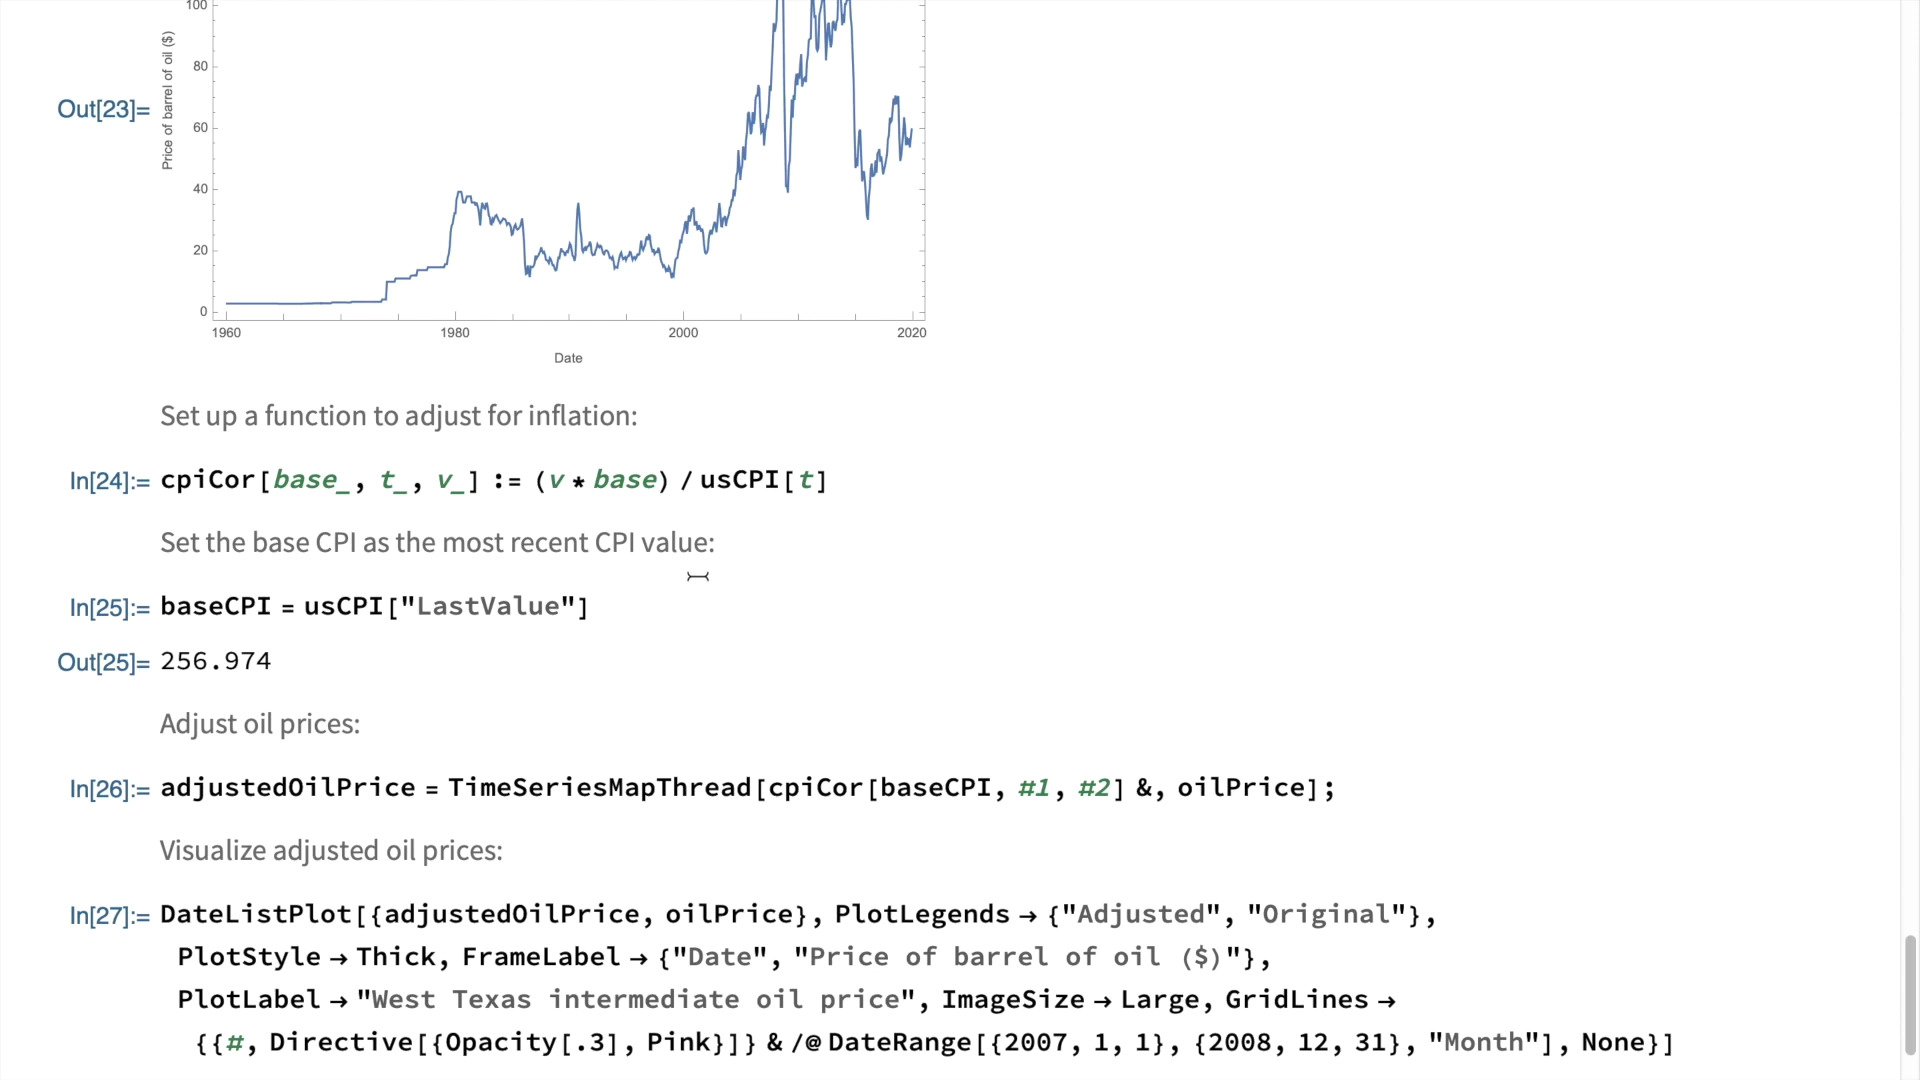 100
80
60
40
20
0
Price of barrel of oil ($)
Out[23]=
1960 1980 2000 2020
Date
Set up a function to adjust for inflation:
In[24]:= cpiCor[base_, t_, v_] := (v * base) / usCPI[t]
Set the base CPI as the most recent CPI value:
In[25]:= baseCPI = usCPI["LastValue"]
Out[25]= 256.974
Adjust oil prices:
In[26]:= adjustedOilPrice = TimeSeriesMapThread[cpiCor[baseCPI, #1, #2] &, oilPrice];
Visualize adjusted oil prices:
In[27]:= DateListPlot[{adjustedOilPrice, oilPrice}, PlotLegends → {"Adjusted", "Original"},
PlotStyle → Thick, FrameLabel → {"Date", "Price of barrel of oil ($)"},
PlotLabel → "West Texas intermediate oil price", ImageSize → Large, GridLines →
{{#, Directive[{Opacity[.3], Pink}]} & /@ DateRange[{2007, 1, 1}, {2008, 12, 31}, "Month"], None}]